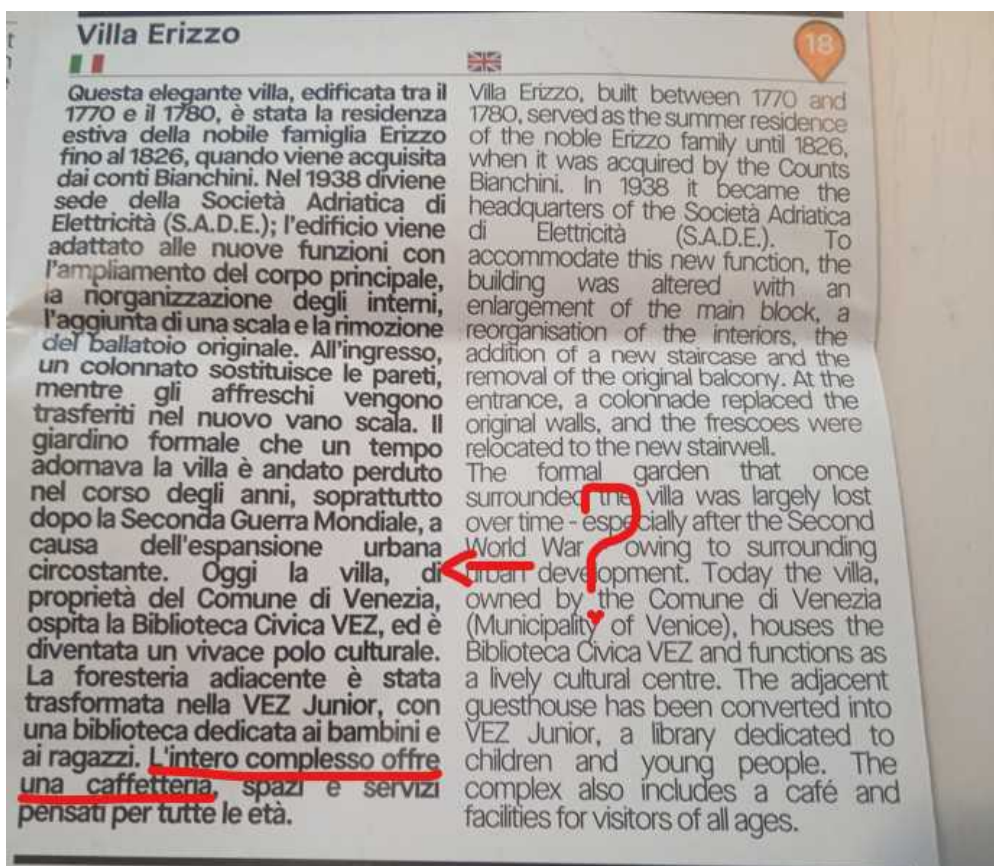 Villa Erizzo
18
Questa elegante villa, edificata tra il
1770 e il 1780, è stata la residenza
estiva della nobile famiglia Erizzo
fino al 1826, quando viene acquisita
dai conti Bianchini. Nel 1938 diviene
sede della Società Adriatica di
Elettricità (S.A.D.E.); l'edificio viene
adattato alle nuove funzioni con
l'ampliamento del corpo principale,
la riorganizzazione degli interni,
l'aggiunta di una scala e la rimozione
del ballatoio originale. All'ingresso,
un colonnato sostituisce le pareti,
mentre gli affreschi vengono
trasferiti nel nuovo vano scala. Il
giardino formale che un tempo
adornava la villa è andato perduto
nel corso degli anni, soprattutto
dopo la Seconda Guerra Mondiale, a
causa dell'espansione urbana
circostante. Oggi la villa, di
proprietà del Comune di Venezia,
ospita la Biblioteca Civica VEZ, ed è
diventata un vivace polo culturale.
La foresteria adiacente è stata
trasformata nella VEZ Junior, con
una biblioteca dedicata ai bambini e
ai ragazzi. L'intero complesso offre
una caffetteria, spazi e servizi
pensati per tutte le età.
Villa Erizzo, built between 1770 and
1780, served as the summer residence
of the noble Erizzo family until 1826,
when it was acquired by the Counts
Bianchini. In 1938 it became the
headquarters of the Società Adriatica
di Elettricità (S.A.D.E.). To
accommodate this new function, the
building was altered with an
enlargement of the main block, a
reorganisation of the interiors, the
addition of a new staircase and the
removal of the original balcony. At the
entrance, a colonnade replaced the
original walls, and the frescoes were
relocated to the new stairwell.
The formal garden that once
surrounded the villa was largely lost
over time - especially after the Second
World War owing to surrounding
urban development. Today the villa,
owned by the Comune di Venezia
(Municipality of Venice), houses the
Biblioteca Civica VEZ and functions as
a lively cultural centre. The adjacent
guesthouse has been converted into
VEZ Junior, a library dedicated to
children and young people. The
complex also includes a café and
facilities for visitors of all ages.
?